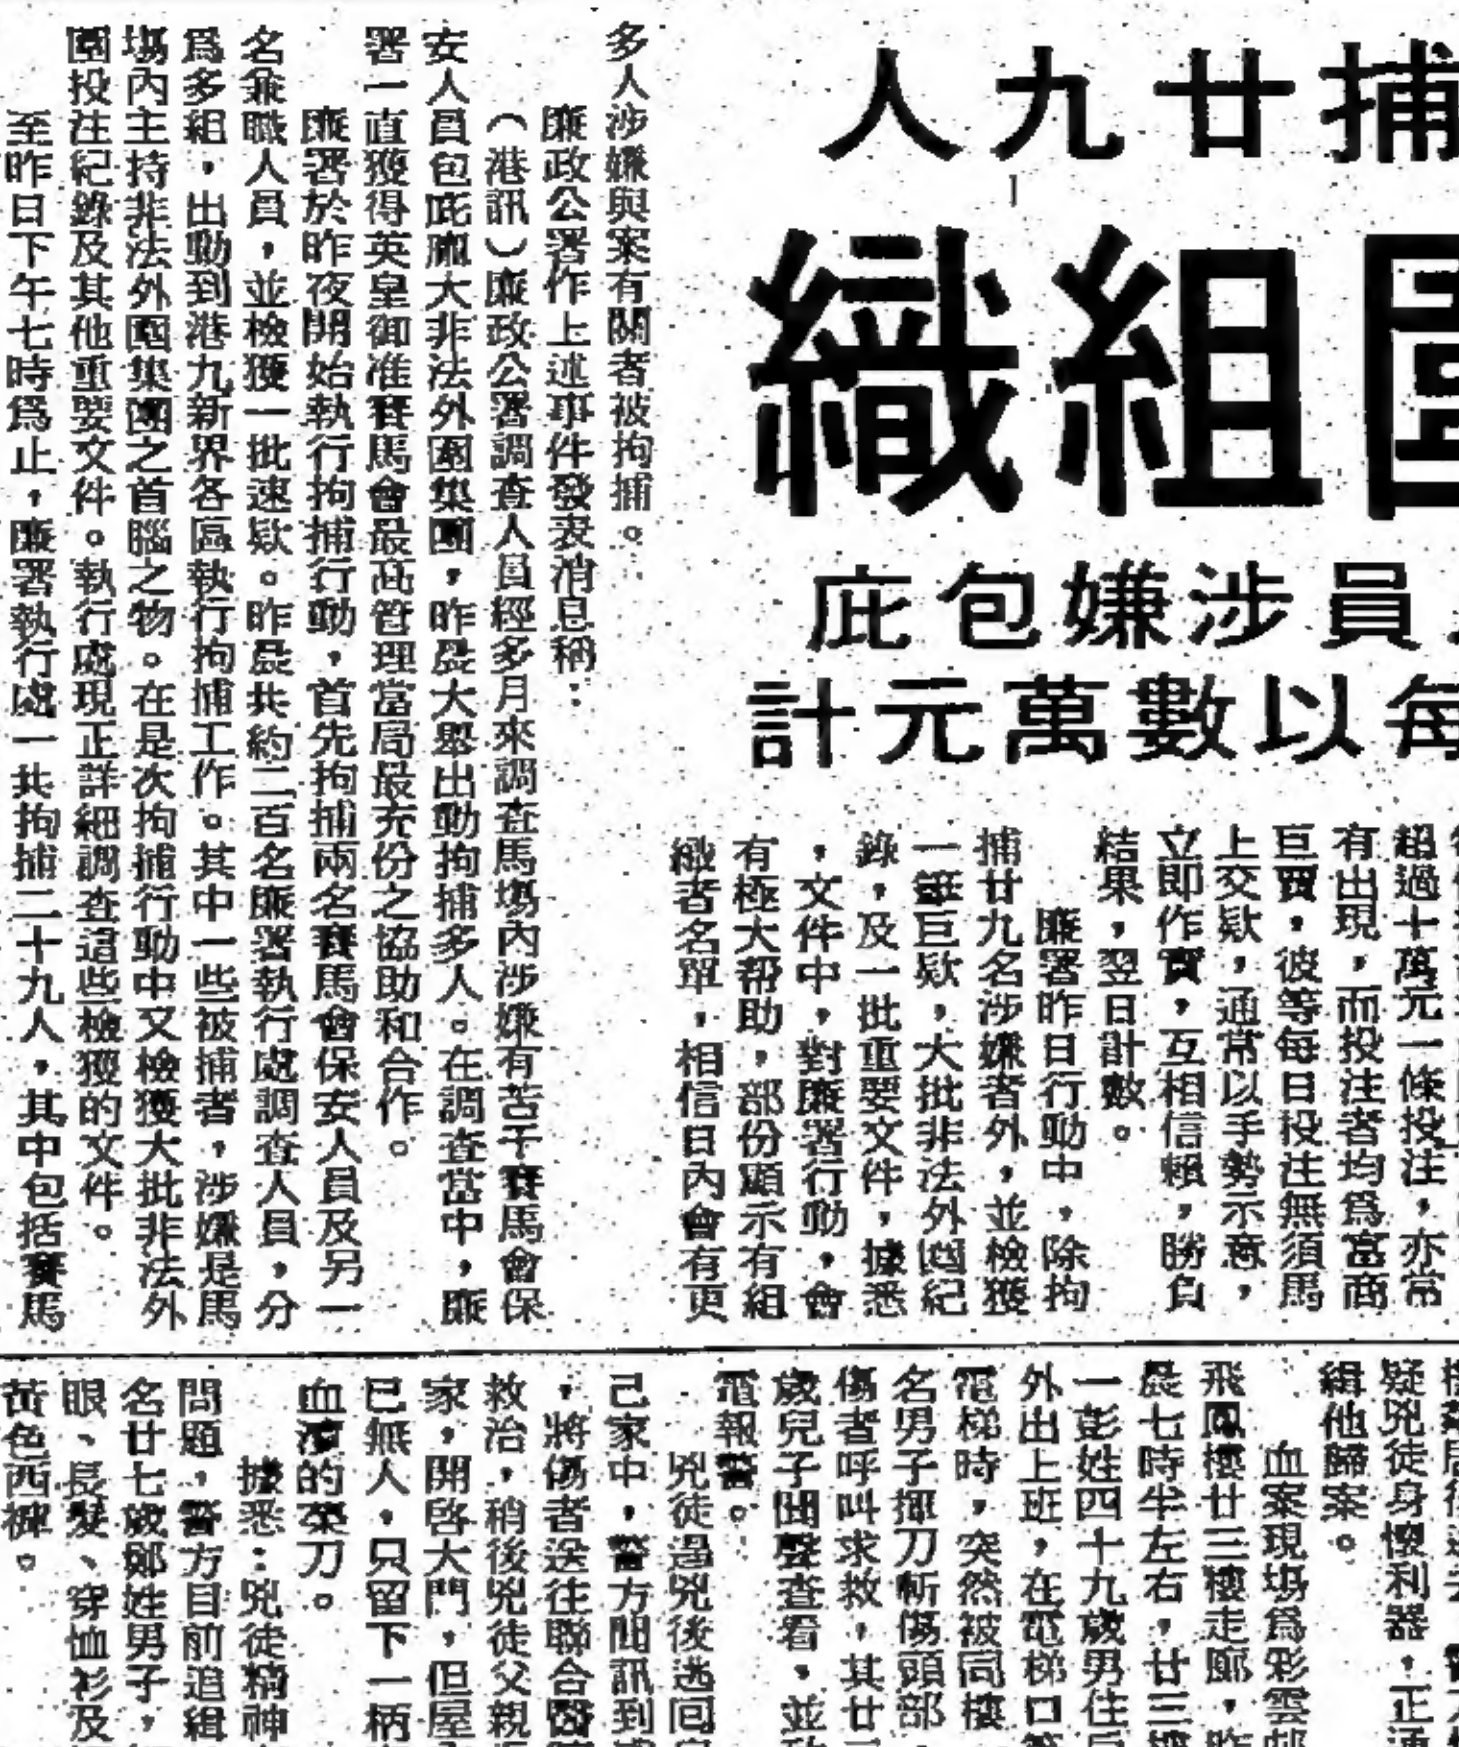 捕廿九人
組織
員涉嫌包庇
每以數萬元計
超過十萬元一條投注，亦常
有出現，而投注者均爲富商
巨賈，彼等每日投注無須馬
上交欵，通常以手勢示意，
立即作實，互相信賴，勝負
結果，翌日計數。
廉署昨日行動中，除拘
捕廿九名涉嫌者外，並檢獲
一筆巨欵，大批非法外圍紀
錄，及一批重要文件，據悉
，文件中，對廉署行動，會
有極大帮助，部份顯示有組
織者名單，相信日內會有更
多人涉嫌與案有關者被拘捕。
廉政公署作上述事件發表消息稱：
（港訊）廉政公署調查人員經多月來調查馬塲內涉嫌有若干賽馬會保
安人員包庇龐大非法外圍集團，昨晨大舉出動拘捕多人。在調查當中，廉
署一直獲得英皇御准賽馬會最高管理當局最充份之協助和合作。
廉署於昨夜開始執行拘捕行動，首先拘捕兩名賽馬會保安人員及另一
名兼職人員，並檢獲一批速欵。昨晨共約二百名廉署執行處調查人員，分
爲多組，出動到港九新界各區執行拘捕工作。其中一些被捕者，涉嫌是馬
塲內主持非法外圍集團之首腦之物。在是次拘捕行動中又檢獲大批非法外
圍投注紀錄及其他重要文件。執行處現正詳細調查這些檢獲的文件。
至昨日下午七時爲止，廉署執行處一共拘捕二十九人，其中包括賽馬
疑兇徒身懷利器，正通
緝他歸案。
血案現塲爲彩雲邨
飛鳳樓廿三樓走廊，昨
晨七時半左右，廿三樓
一彭姓四十九歲男住戶
外出上班，在電梯口等
電梯時，突然被同樓
名男子揮刀斬傷頭部
傷者呼叫求救，其廿
歲兒子聞聲查看，並
電報警。
兇徒逞兇後逃回
己家中，警方聞訊到
，將傷者送往聯合醫
救治，稍後兇徒父親
家，開啓大門，但屋
已無人，只留下一柄
血漬的菜刀。
據悉：兇徒精神
問題，警方目前追緝
名廿七歲鄭姓男子，
眼、長髮、穿恤衫及
黃色西褲。